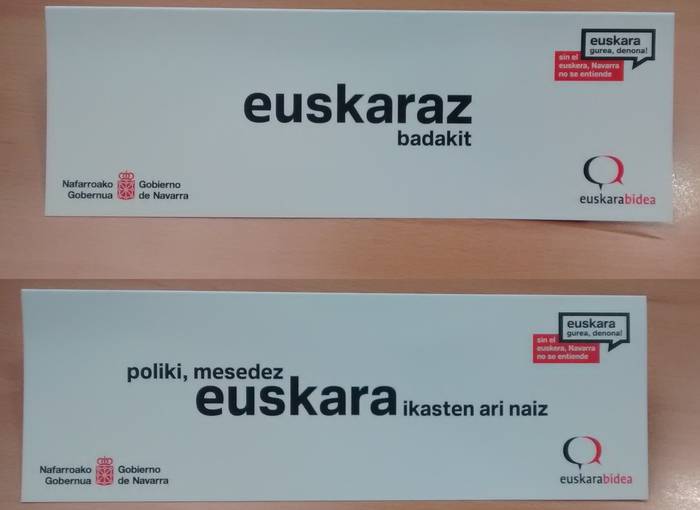 euskara
gurea, denona!
sin el
euskera, Navarra
no se entiende
euskaraz
badakit
Nafarroako
Gobernua
Gobierno
de Navarra
euskarabidea
euskara
gurea, denona!
sin el
euskera, Navarra
no se entiende
poliki, mesedez
euskara ikasten ari naiz
Nafarroako
Gobernua
Gobierno
de Navarra
euskarabidea